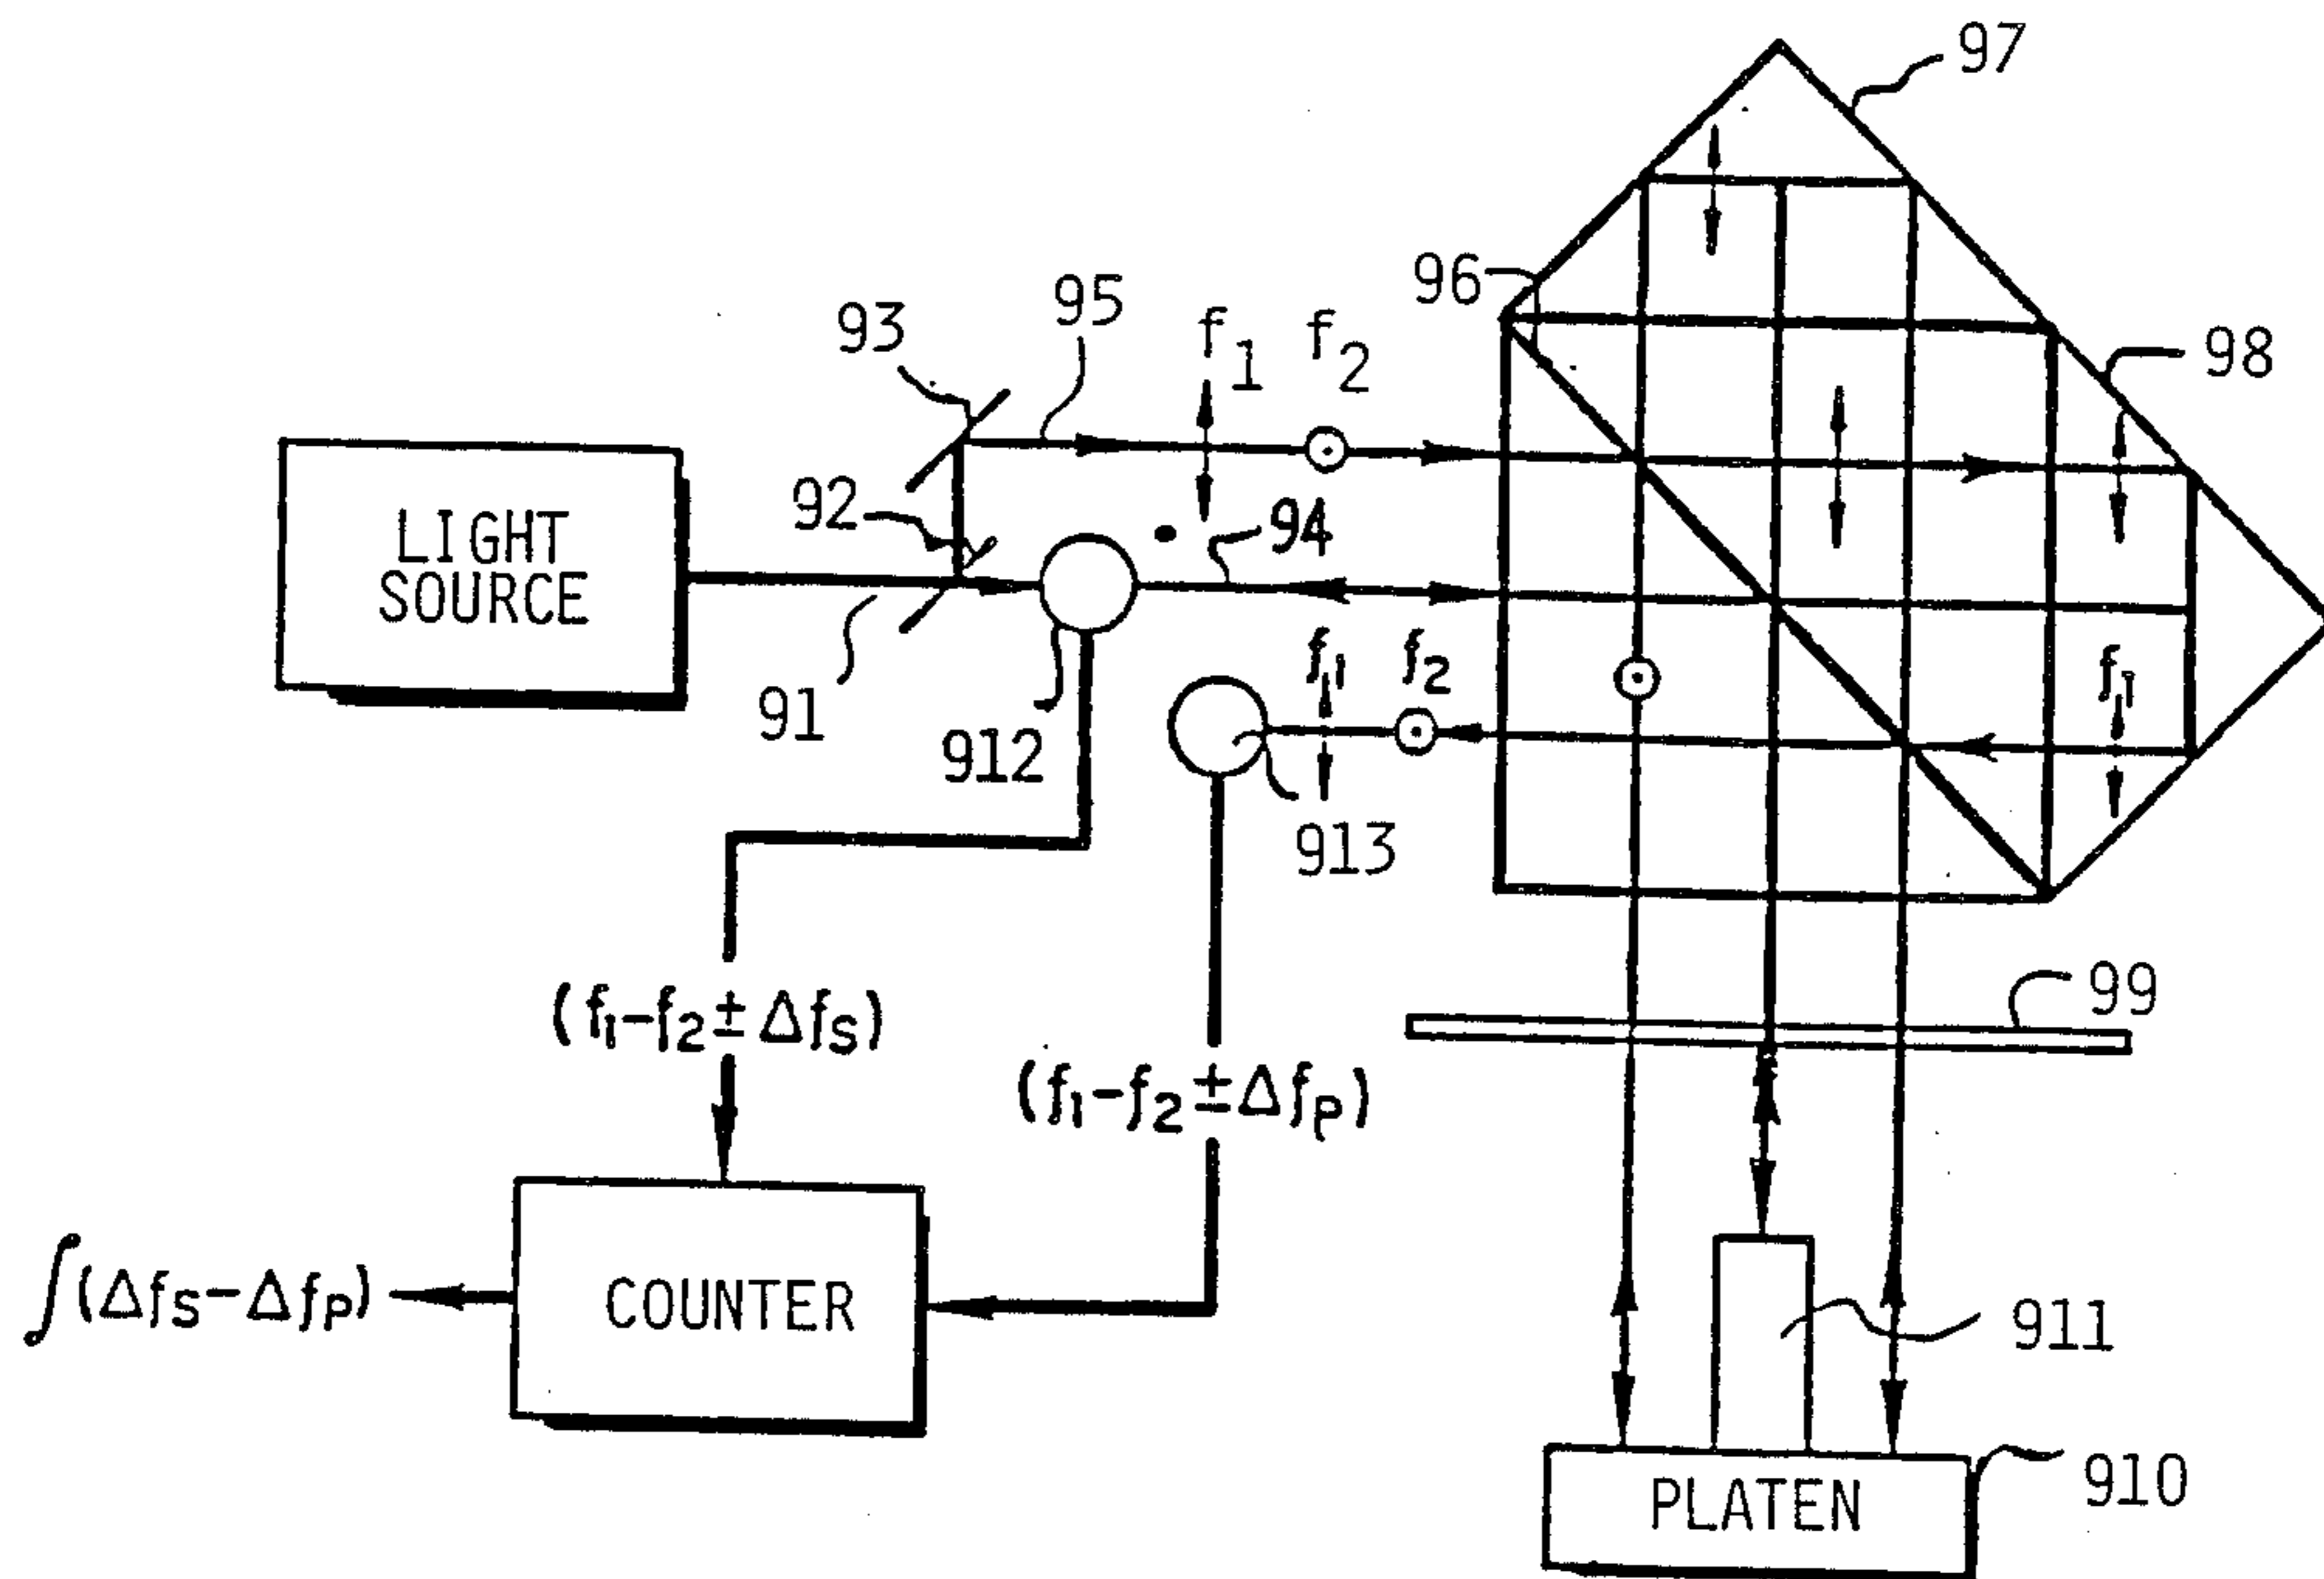 97
96
98
93
95
f1 f2
92
94
LIGHT
SOURCE
91
912
f1 f2
f1
913
99
(f1-f2±Δfs)
(f1-f2±Δfp)
∫(Δfs-Δfp)
COUNTER
911
PLATEN
910